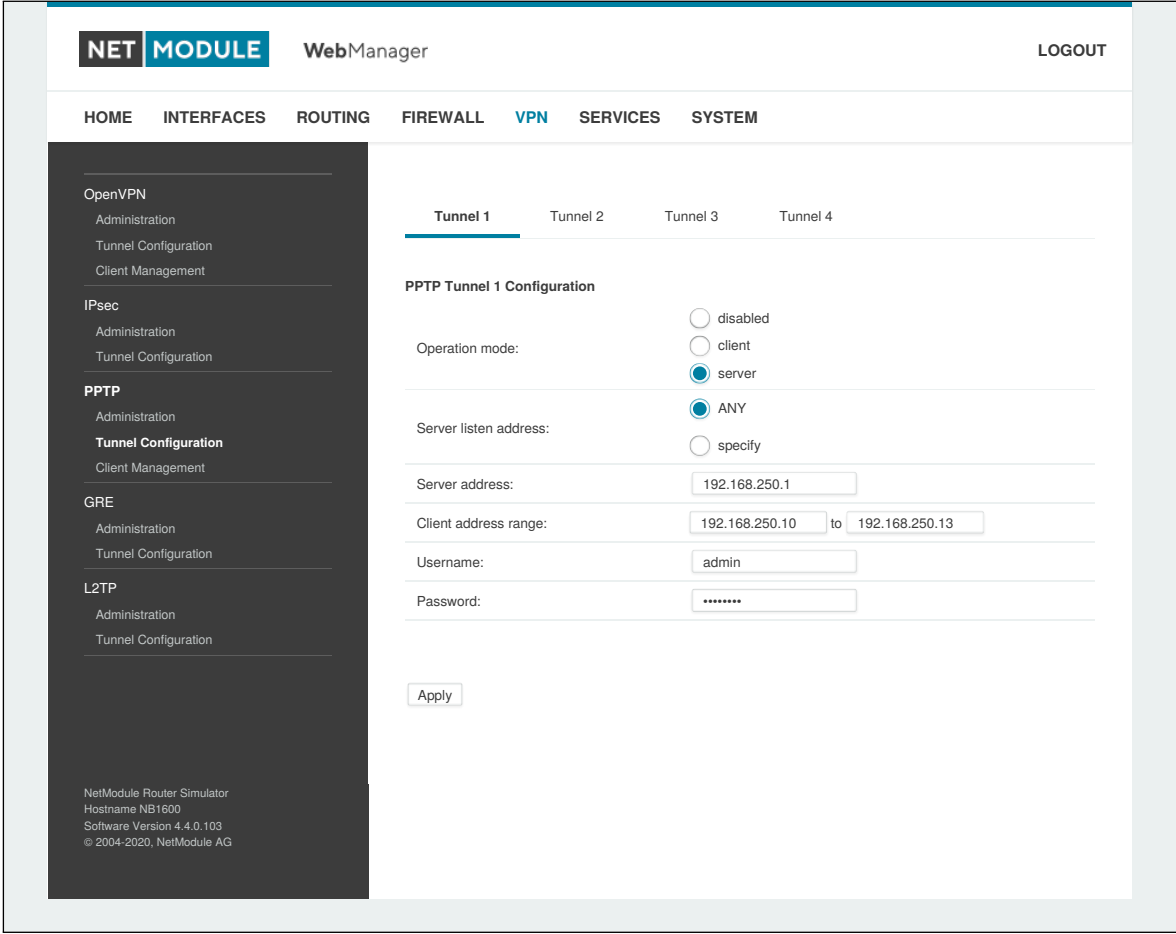 NET MODULE WebManager LOGOUT
HOME INTERFACES ROUTING FIREWALL VPN SERVICES SYSTEM
OpenVPN
Administration
Tunnel Configuration
Client Management
IPsec
Administration
Tunnel Configuration
PPTP
Administration
Tunnel Configuration
Client Management
GRE
Administration
Tunnel Configuration
L2TP
Administration
Tunnel Configuration
NetModule Router Simulator
Hostname NB1600
Software Version 4.4.0.103
© 2004-2020, NetModule AG
Tunnel 1 Tunnel 2 Tunnel 3 Tunnel 4
PPTP Tunnel 1 Configuration
Operation mode:
disabled
client
server
Server listen address:
ANY
specify
Server address: 192.168.250.1
Client address range: 192.168.250.10 to 192.168.250.13
Username: admin
Password: ••••••••
Apply